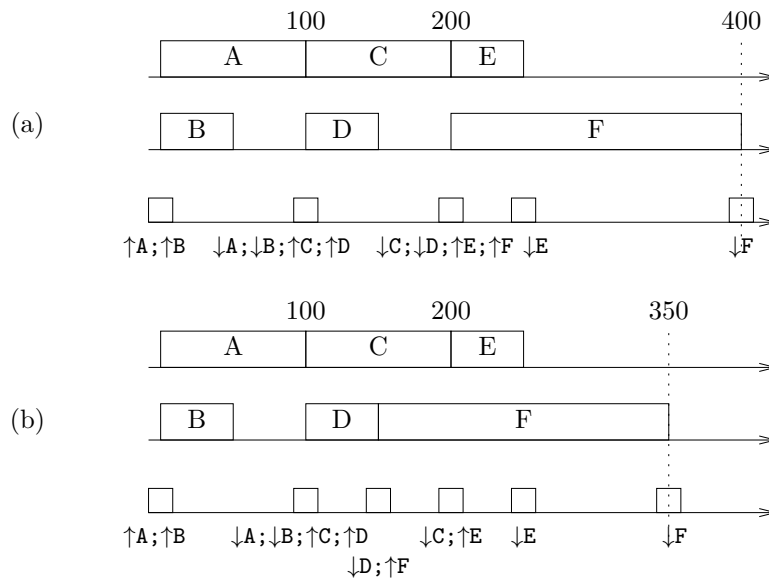 100 200 400
A C E
(a)
B D F
↑A;↑B ↓A;↓B;↑C;↑D ↓C;↓D;↑E;↑F ↓E ↓F
100 200 350
A C E
(b)
B D F
↑A;↑B ↓A;↓B;↑C;↑D ↓C;↑E ↓E ↓F
↓D;↑F